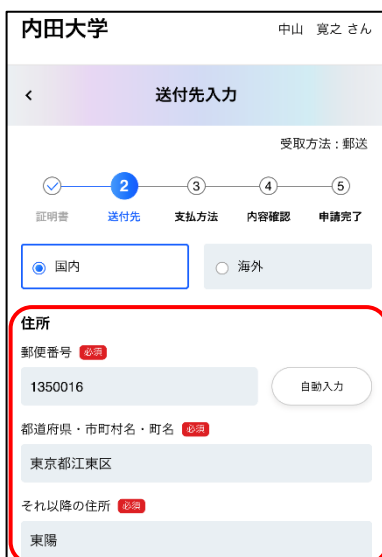 内田大学 中山 寛之 さん
< 送付先入力
受取方法：郵送
2 3 4 5
証明書 送付先 支払方法 内容確認 申請完了
国内 海外
住所
郵便番号 必須
1350016 自動入力
都道府県・市町村名・町名 必須
東京都江東区
それ以降の住所 必須
東陽